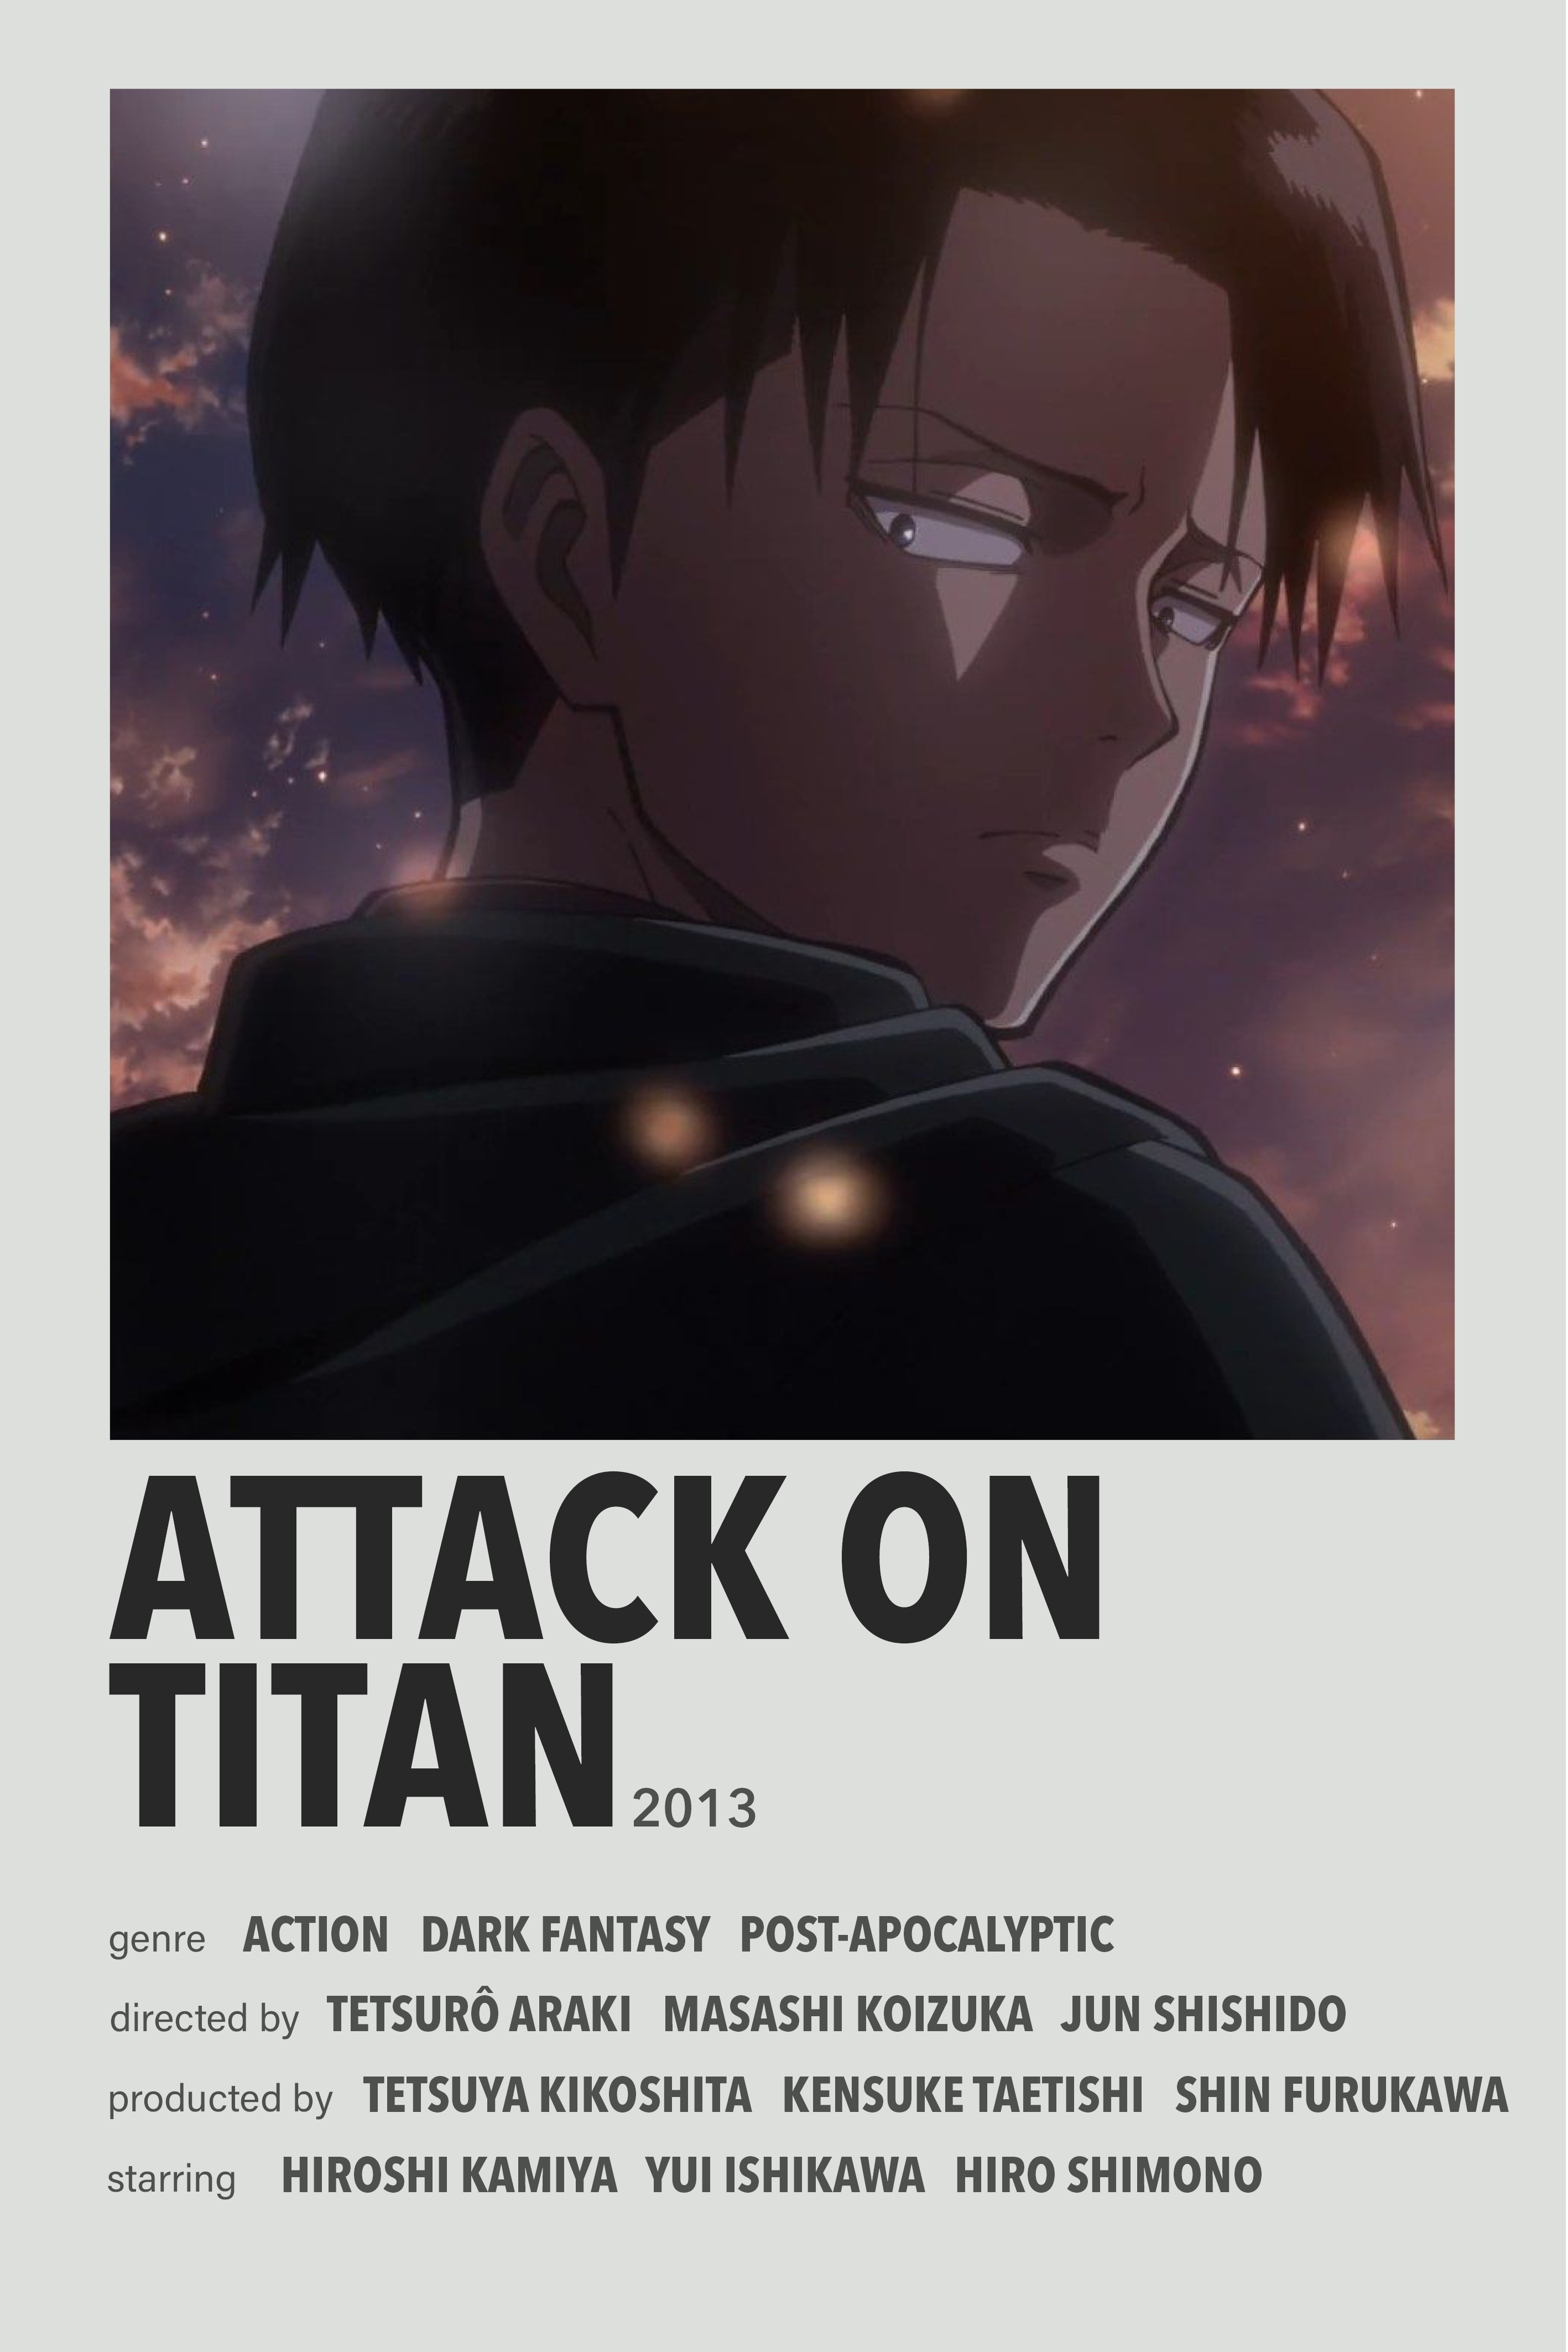 ATTACK ON
TITAN 2013
genre ACTION DARK FANTASY POST-APOCALYPTIC
directed by TETSURÔ ARAKI MASASHI KOIZUKA JUN SHISHIDO
producted by TETSUYA KIKOSHITA KENSUKE TAETISHI SHIN FURUKAWA
starring HIROSHI KAMIYA YUI ISHIKAWA HIRO SHIMONO